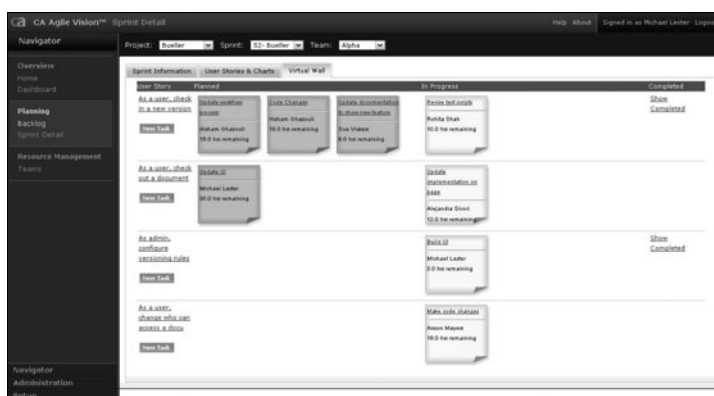 CA Agile Vision™ Sprint Detail
Help About Signed in as Michael Lester Logout
Navigator
Project: Bueller Sprint: S2- Bueller Team: Alpha
Overview
Home
Dashboard
Planning
Backlog
Sprint Detail
Resource Management
Teams
Navigator
Administration
Sprint Information User Stories & Charts Virtual Wall
User Story Planned In Progress Completed
As a user, check
in a new version
New Task
Update workflow
process
Hisham
16.0 hrs remaining
Code Changes
Hisham
16.0 hrs remaining
Update documentation
to show new feature
Sue
8.0 hrs remaining
Revise test scripts
Rohita Shah
10.0 hrs remaining
Show
Completed
As a user, check
out a document
New Task
Update UI
Michael Lester
30.0 hrs remaining
Update
implementation on
page
Alejandra
12.0 hrs remaining
As admin,
configure
versioning rules
New Task
Build UI
Michael Lester
3.0 hrs remaining
Show
Completed
As a user,
change who can
access a docu
New Task
Make code changes
Anson Mayes
18.0 hrs remaining